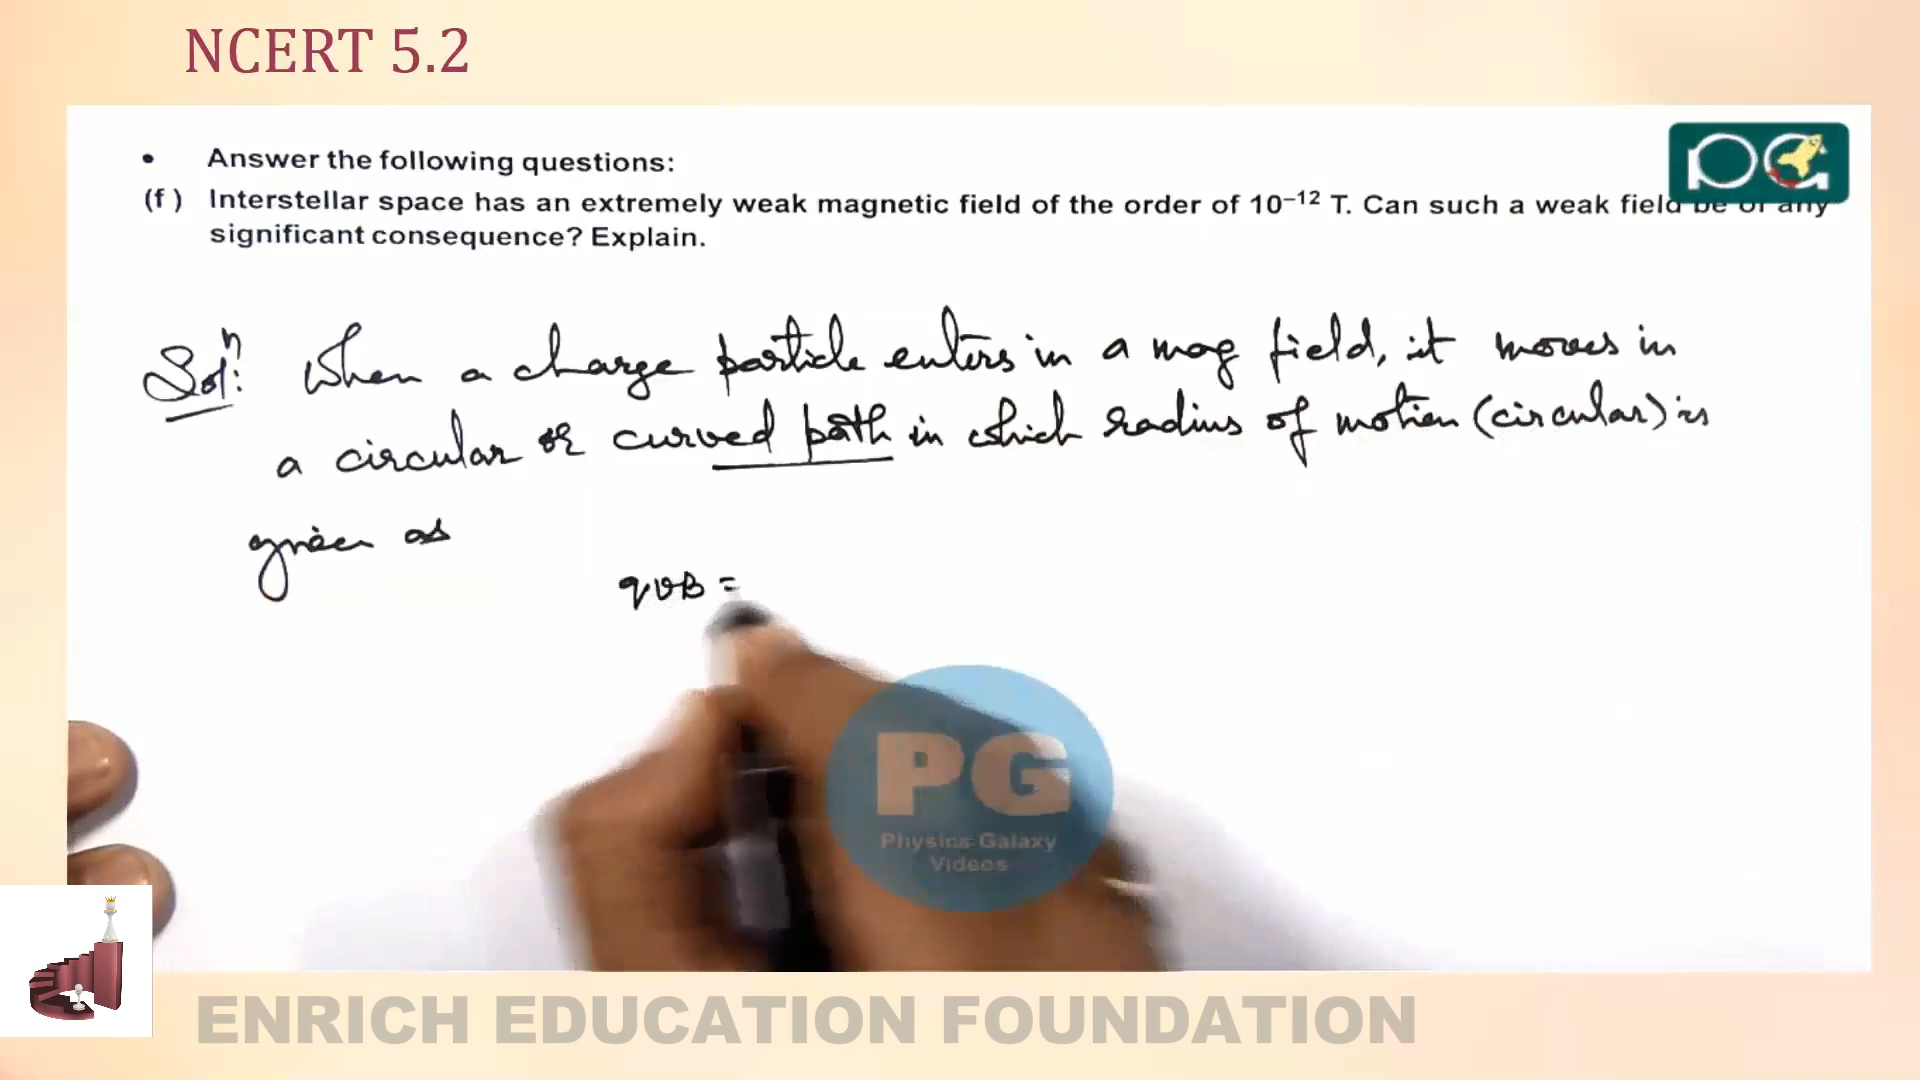 NCERT 5.2
• Answer the following questions:
(f) Interstellar space has an extremely weak magnetic field of the order of 10⁻¹² T. Can such a weak field be of any
significant consequence? Explain.
Solⁿ: When a charge particle enters in a mag field, it moves in
a circular or curved path in which radius of motion (circular) is
given as
qvB =
PG
Physics Galaxy
Videos
ENRICH EDUCATION FOUNDATION